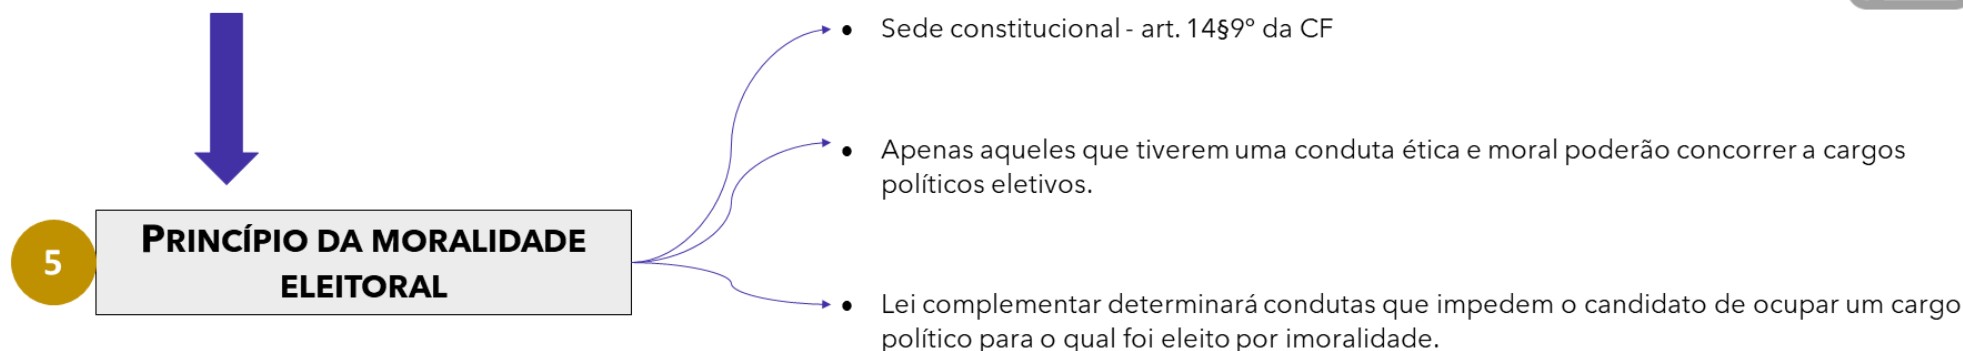 • Sede constitucional - art. 14§9º da CF
• Apenas aqueles que tiverem uma conduta ética e moral poderão concorrer a cargos
políticos eletivos.
5
PRINCÍPIO DA MORALIDADE
ELEITORAL
• Lei complementar determinará condutas que impedem o candidato de ocupar um cargo
político para o qual foi eleito por imoralidade.